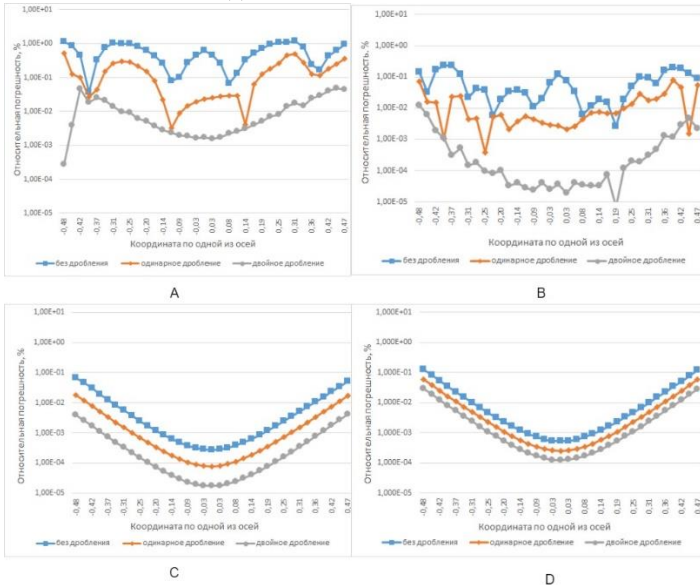 1,00E+01
1,00E+00
1,00E-01
1,00E-02
1,00E-03
1,00E-04
1,00E-05
Относительная погрешность, %
-0,48 -0,42 -0,37 -0,31 -0,25 -0,20 -0,14 -0,09 -0,03 0,03 0,08 0,14 0,19 0,25 0,31 0,36 0,42 0,47
Координата по одной из осей
без дробления одинарное дробление двойное дробление
A
1,00E+01
1,00E+00
1,00E-01
1,00E-02
1,00E-03
1,00E-04
1,00E-05
Относительная погрешность, %
-0,48 -0,42 -0,37 -0,31 -0,25 -0,20 -0,14 -0,09 -0,03 0,03 0,08 0,14 0,19 0,25 0,31 0,36 0,42 0,47
Координата по одной из осей
без дробления одинарное дробление двойное дробление
B
1,00E+01
1,00E+00
1,00E-01
1,00E-02
1,00E-03
1,00E-04
1,00E-05
Относительная погрешность, %
-0,48 -0,42 -0,37 -0,31 -0,25 -0,20 -0,14 -0,09 -0,03 0,03 0,08 0,14 0,19 0,25 0,31 0,36 0,42 0,47
Координата по одной из осей
без дробления одинарное дробление двойное дробление
C
1,00E+01
1,00E+00
1,00E-01
1,00E-02
1,00E-03
1,00E-04
1,00E-05
Относительная погрешность, %
-0,48 -0,42 -0,37 -0,31 -0,25 -0,20 -0,14 -0,09 -0,03 0,03 0,08 0,14 0,19 0,25 0,31 0,36 0,42 0,47
Координата по одной из осей
без дробления одинарное дробление двойное дробление
D